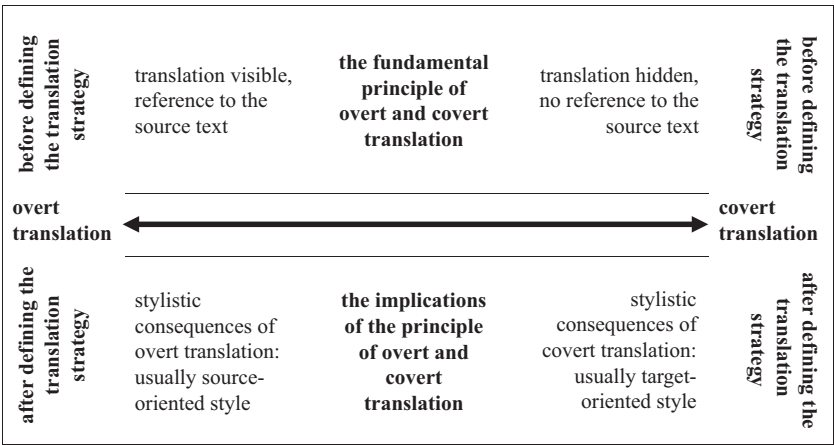 before defining
the translation
strategy
translation visible,
reference to the
source text
the fundamental
principle of
overt and covert
translation
translation hidden,
no reference to the
source text
before defining
the translation
strategy
overt
translation
covert
translation
after defining the
translation
strategy
stylistic
consequences of
overt translation:
usually source-
oriented style
the implications
of the principle
of overt and
covert
translation
stylistic
consequences of
covert translation:
usually target-
oriented style
after defining the
translation
strategy